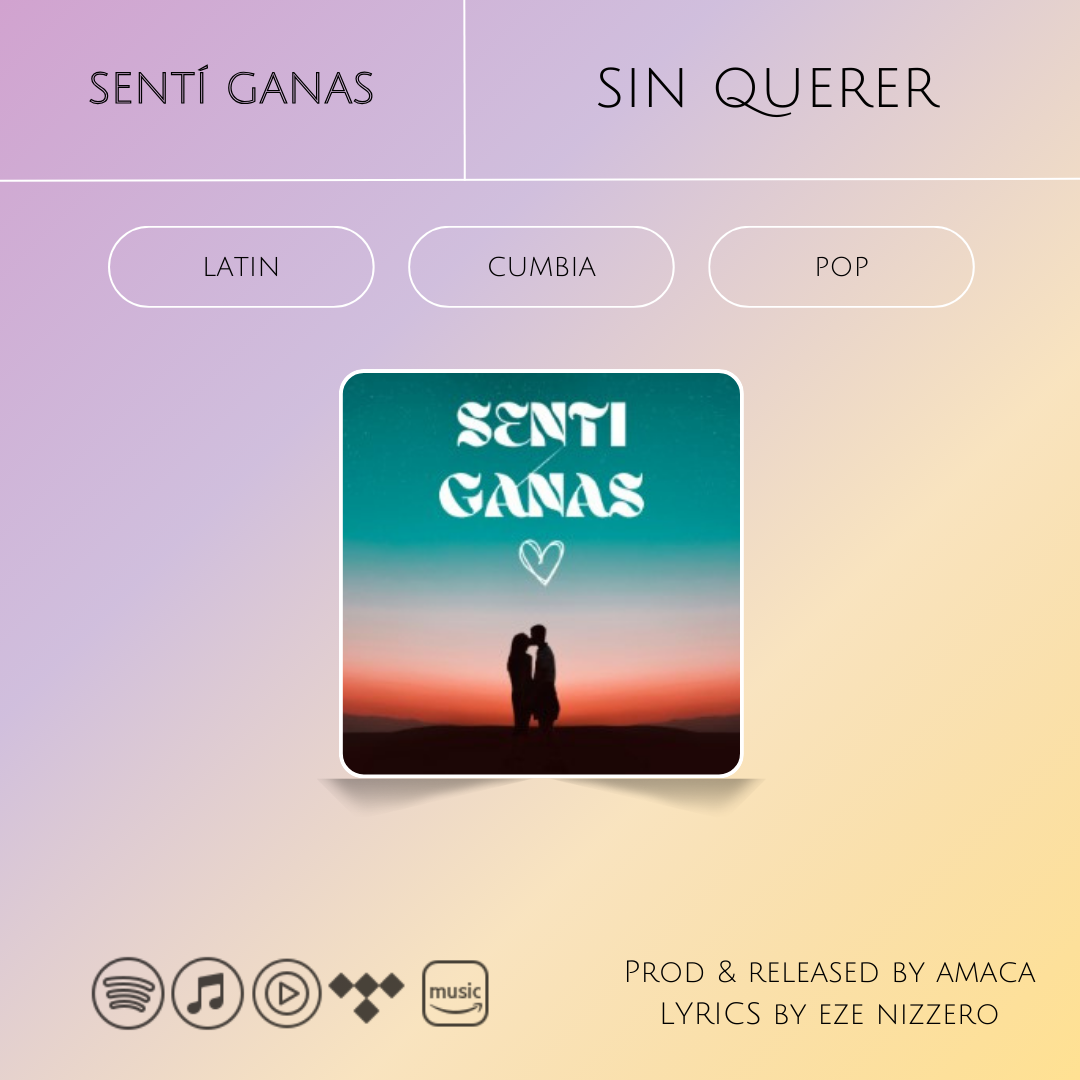 SENTÍ GANAS
SIN QUERER
LATIN
CUMBIA
POP
SENTI
GANAS
music
PROD & RELEASED BY AMACA
LYRICS BY EZE NIZZERO